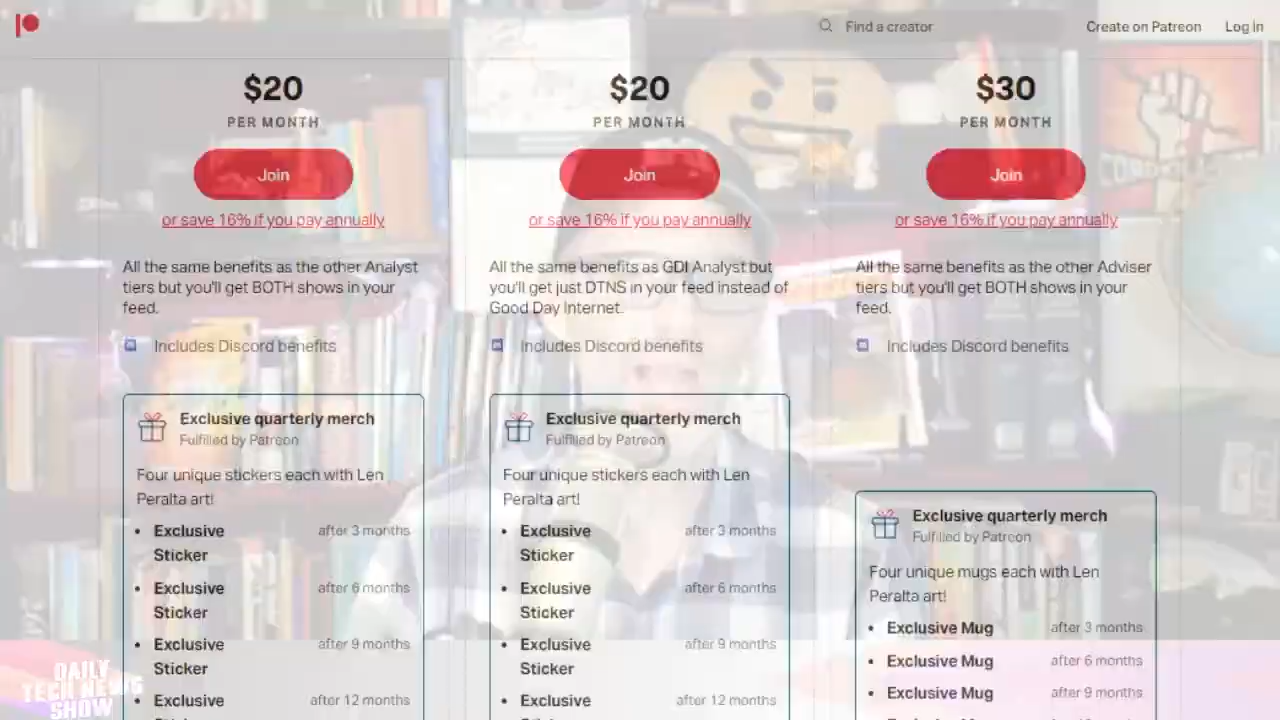 Find a creator
Create on Patreon
Log in
$20
PER MONTH
Join
or save 16% if you pay annually
All the same benefits as the other Analyst
tiers but you'll get BOTH shows in your
feed.
Includes Discord benefits
Exclusive quarterly merch
Fulfilled by Patreon
Four unique stickers each with Len
Peralta art!
• Exclusive Sticker after 3 months
• Exclusive Sticker after 6 months
• Exclusive Sticker after 9 months
• Exclusive after 12 months
$20
PER MONTH
Join
or save 16% if you pay annually
All the same benefits as GDI Analyst but
you'll get just DTNS in your feed instead of
Good Day Internet.
Includes Discord benefits
Exclusive quarterly merch
Fulfilled by Patreon
Four unique stickers each with Len
Peralta art!
• Exclusive Sticker after 3 months
• Exclusive Sticker after 6 months
• Exclusive Sticker after 9 months
• Exclusive after 12 months
$30
PER MONTH
Join
or save 16% if you pay annually
All the same benefits as the other Adviser
tiers but you'll get BOTH shows in your
feed.
Includes Discord benefits
Exclusive quarterly merch
Fulfilled by Patreon
Four unique mugs each with Len
Peralta art!
• Exclusive Mug after 3 months
• Exclusive Mug after 6 months
• Exclusive Mug after 9 months
DAILY
TECH NEWS
SHOW